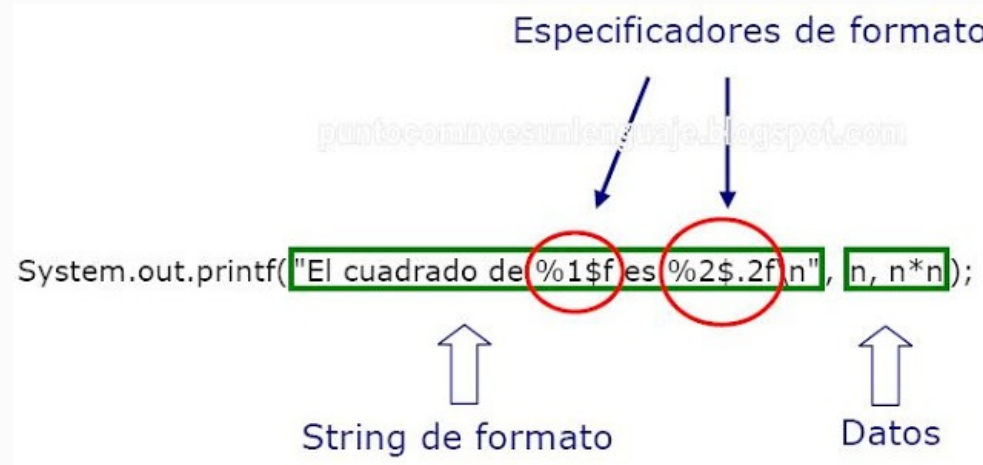 Especificadores de formato
puntocomnoesunlenguaje.blogspot.com
System.out.printf("El cuadrado de %1$f es %2$.2f\n", n, n*n);
String de formato
Datos